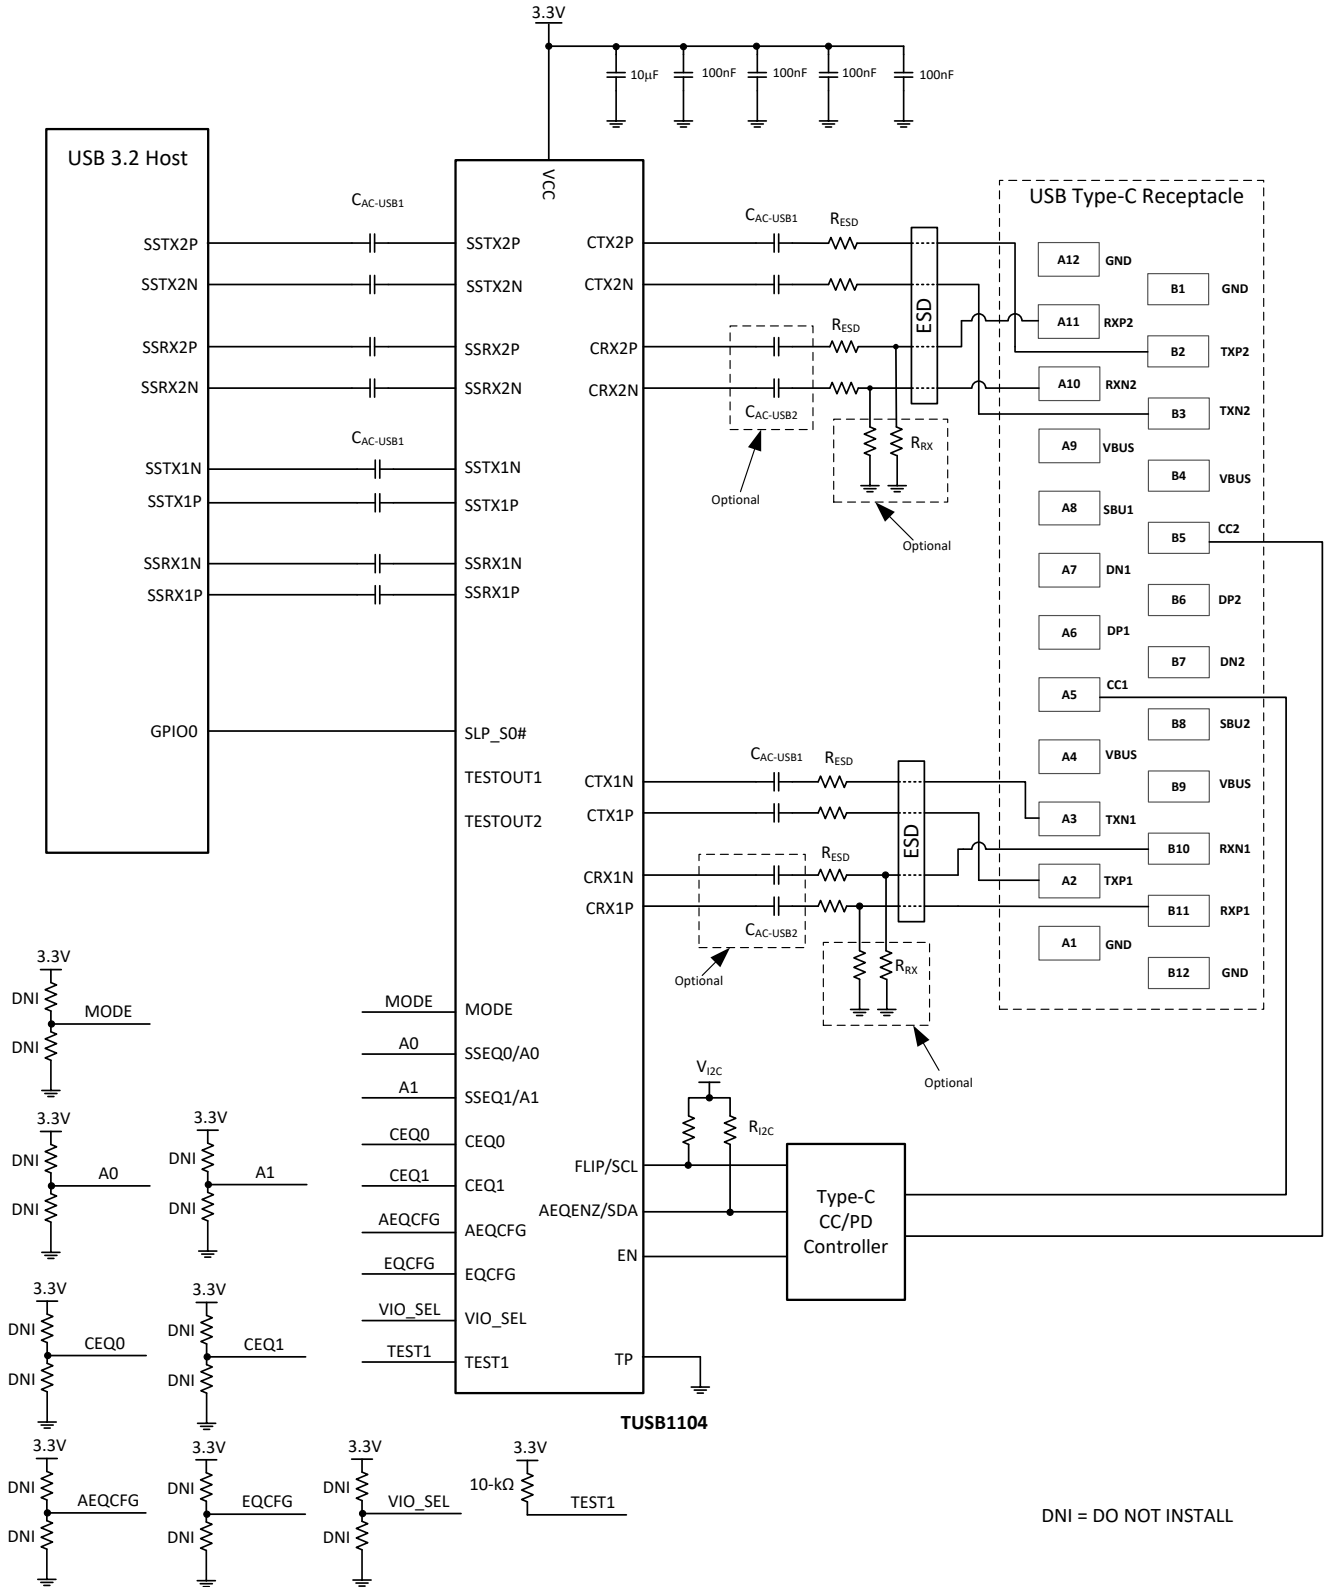 3.3V
10µF
100nF
100nF
100nF
100nF
USB 3.2 Host
SSTX2P
SSTX2N
SSRX2P
SSRX2N
SSTX1N
SSTX1P
SSRX1N
SSRX1P
GPIO0
CAC-USB1
CAC-USB1
VCC
SSTX2P
SSTX2N
SSRX2P
SSRX2N
SSTX1N
SSTX1P
SSRX1N
SSRX1P
SLP_S0#
TESTOUT1
TESTOUT2
CTX2P
CTX2N
CRX2P
CRX2N
CTX1N
CTX1P
CRX1N
CRX1P
CAC-USB1
RESD
RESD
CAC-USB2
RRX
ESD
Optional
Optional
CAC-USB1
RESD
RESD
CAC-USB2
RRX
ESD
Optional
Optional
USB Type-C Receptacle
A12 GND
B1 GND
A11 RXP2
B2 TXP2
A10 RXN2
B3 TXN2
A9 VBUS
B4 VBUS
A8 SBU1
B5 CC2
A7 DN1
B6 DP2
A6 DP1
B7 DN2
A5 CC1
B8 SBU2
A4 VBUS
B9 VBUS
A3 TXN1
B10 RXN1
A2 TXP1
B11 RXP1
A1 GND
B12 GND
MODE MODE
A0 SSEQ0/A0
A1 SSEQ1/A1
CEQ0 CEQ0
CEQ1 CEQ1
AEQCFG AEQCFG
EQCFG EQCFG
VIO_SEL VIO_SEL
TEST1 TEST1
FLIP/SCL
AEQENZ/SDA
EN
TP
VI2C
RI2C
Type-C
CC/PD
Controller
TUSB1104
3.3V
DNI
MODE
DNI
3.3V
DNI
A0
DNI
3.3V
DNI
A1
DNI
3.3V
DNI
CEQ0
DNI
3.3V
DNI
CEQ1
DNI
3.3V
DNI
AEQCFG
DNI
3.3V
DNI
EQCFG
DNI
3.3V
DNI
VIO_SEL
DNI
3.3V
10-kΩ
TEST1
DNI = DO NOT INSTALL